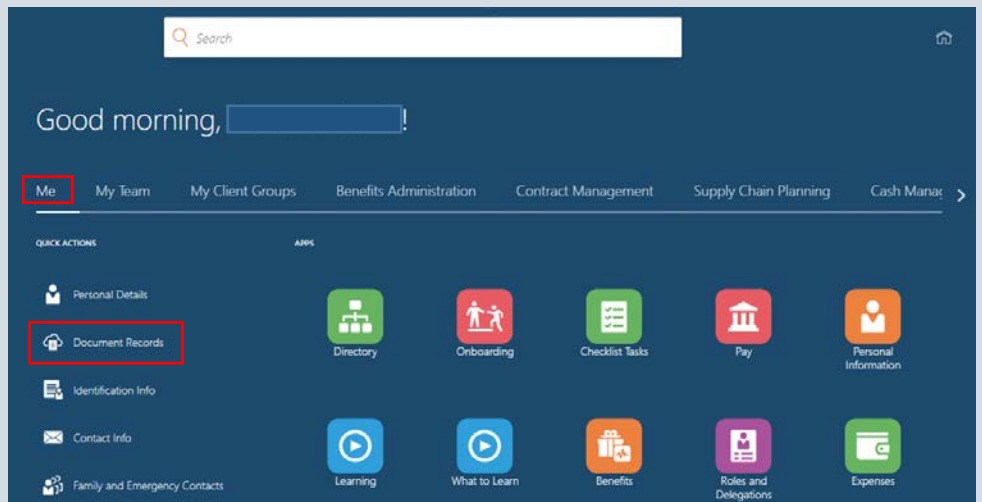 Search
Good morning, !
Me My Team My Client Groups Benefits Administration Contract Management Supply Chain Planning Cash Manag
QUICK ACTIONS
APPS
Personal Details
Document Records
Identification Info
Contact Info
Family and Emergency Contacts
Directory
Onboarding
Checklist Tasks
Pay
Personal
Information
Learning
What to Learn
Benefits
Roles and
Delegations
Expenses